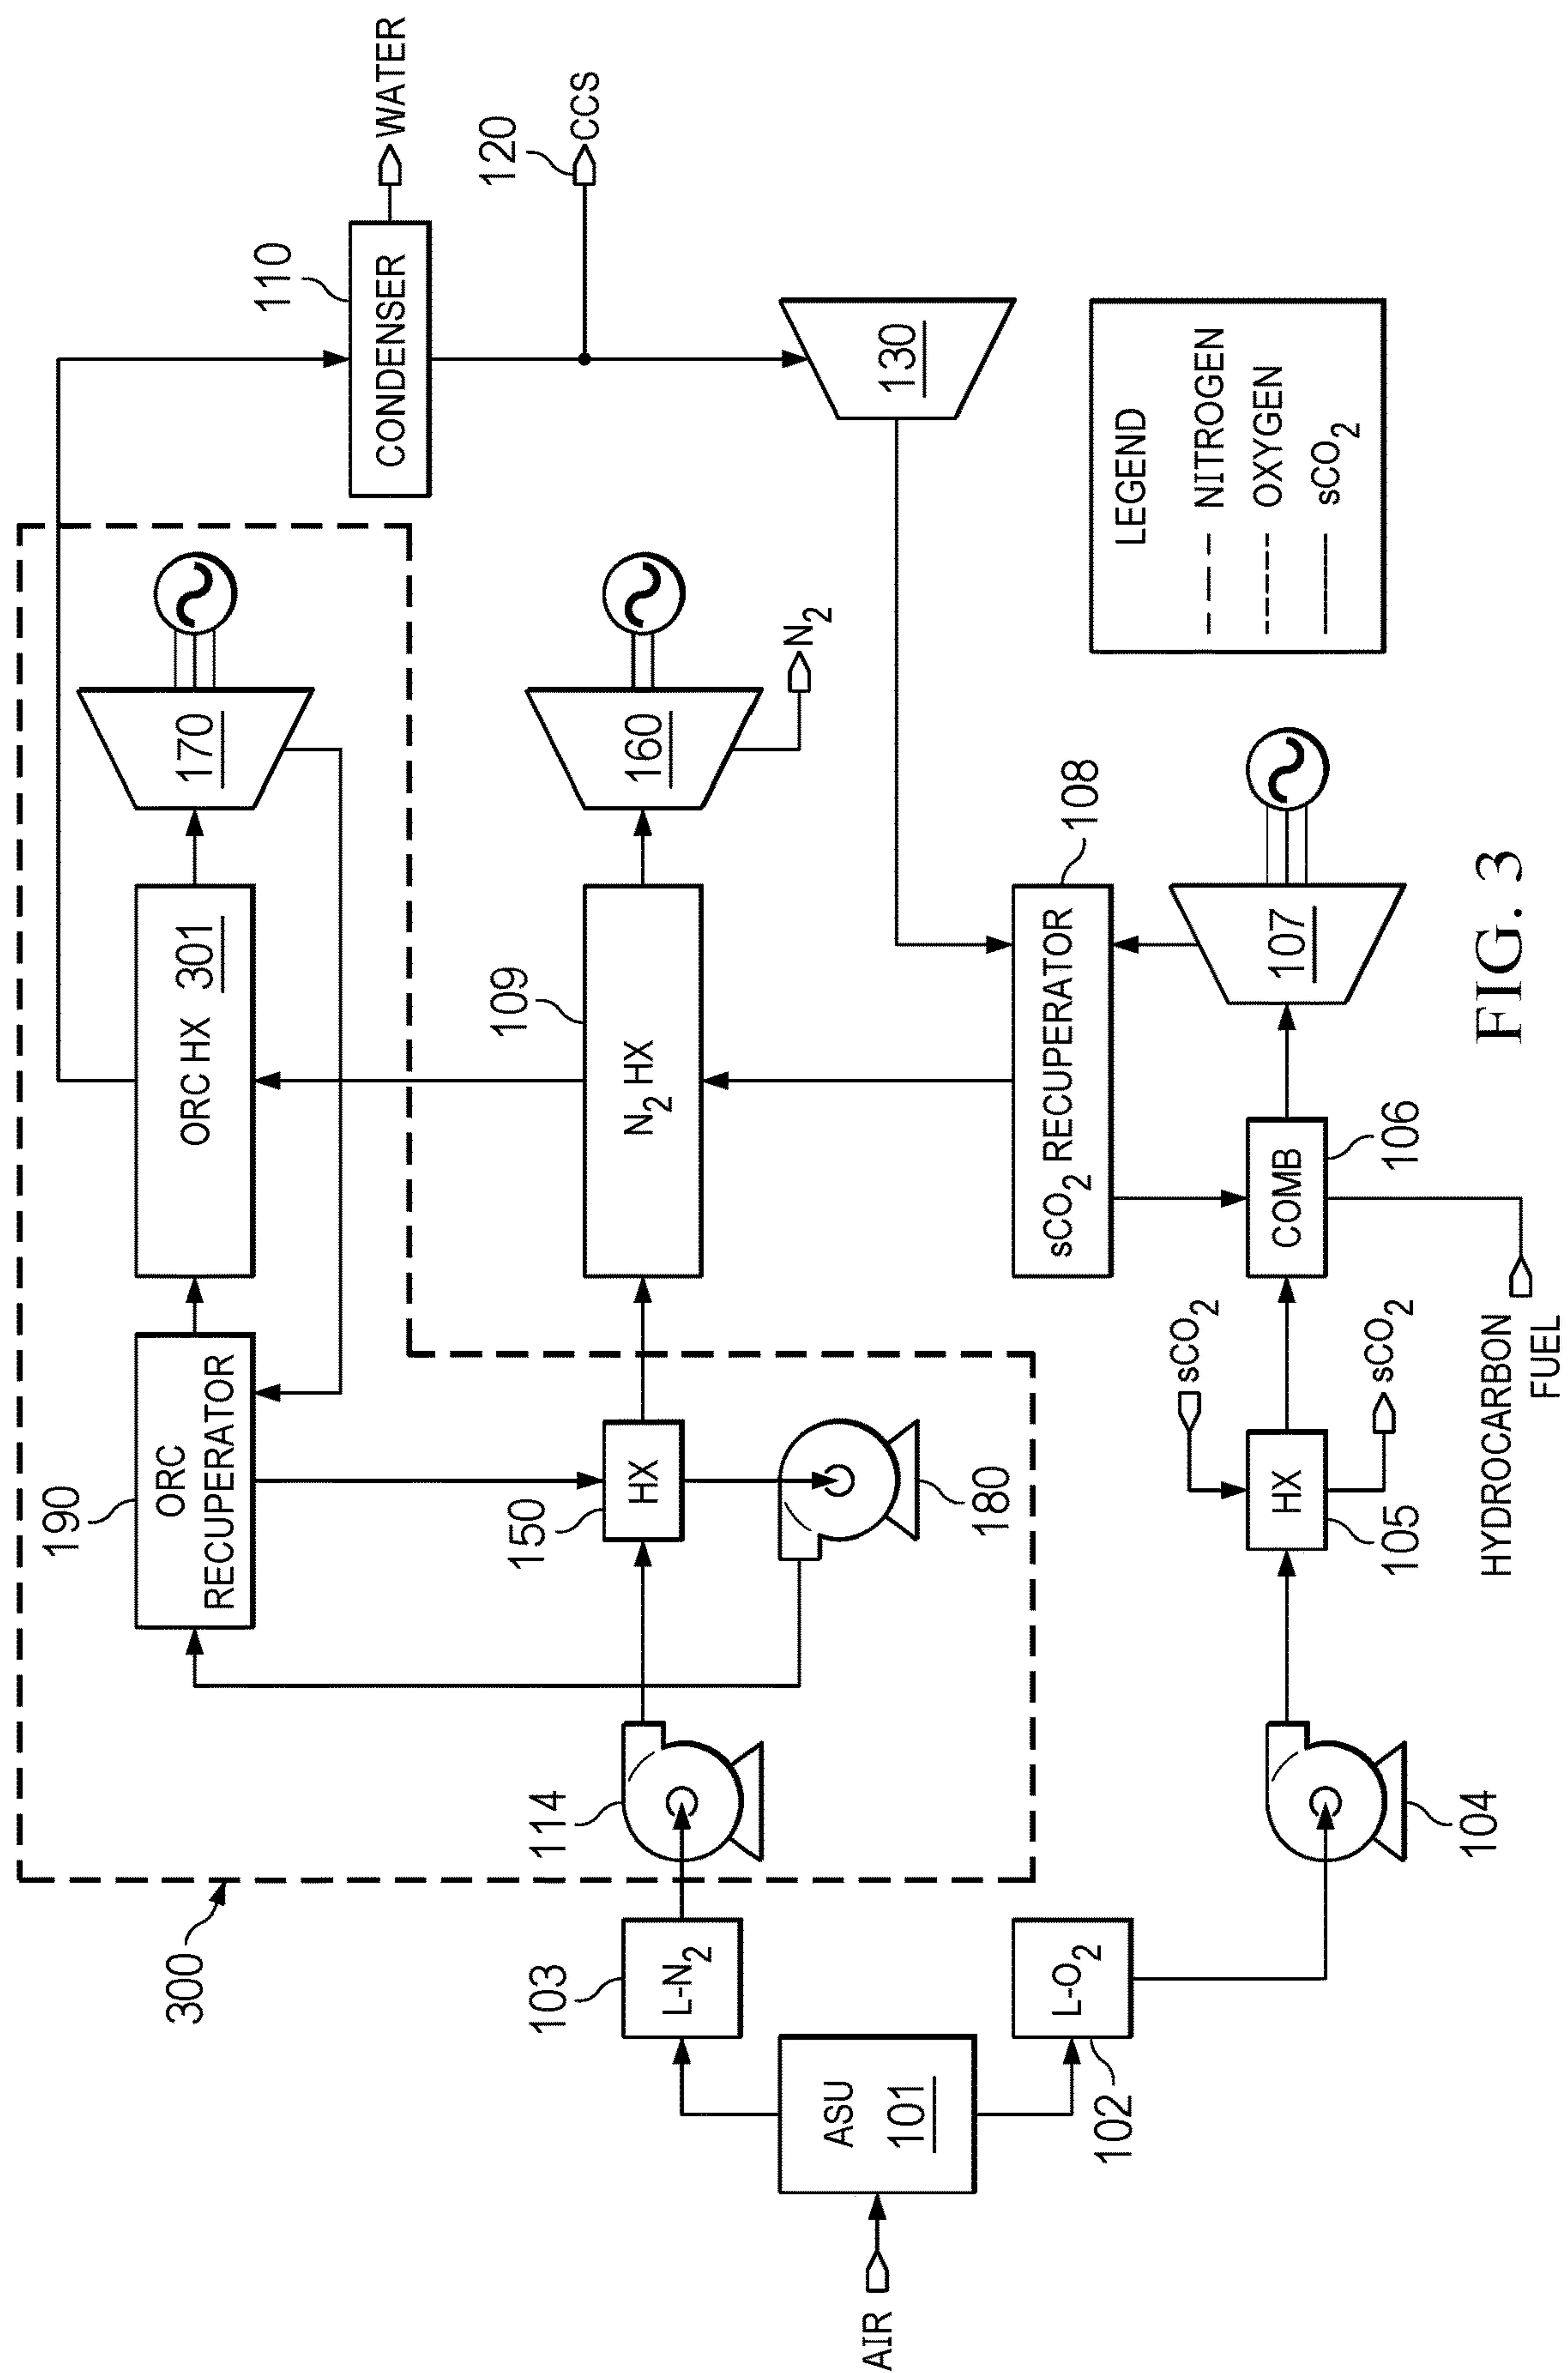 300
190
ORC
RECUPERATOR
ORC HX 301
170
110
CONDENSER
WATER
120
CCS
103
L-N2
114
150
HX
180
109
N2 HX
160
N2
130
AIR
ASU
101
102
L-O2
104
105
HX
sCO2
sCO2
108
sCO2 RECUPERATOR
COMB
106
107
HYDROCARBON
FUEL
LEGEND
NITROGEN
OXYGEN
sCO2
FIG. 3